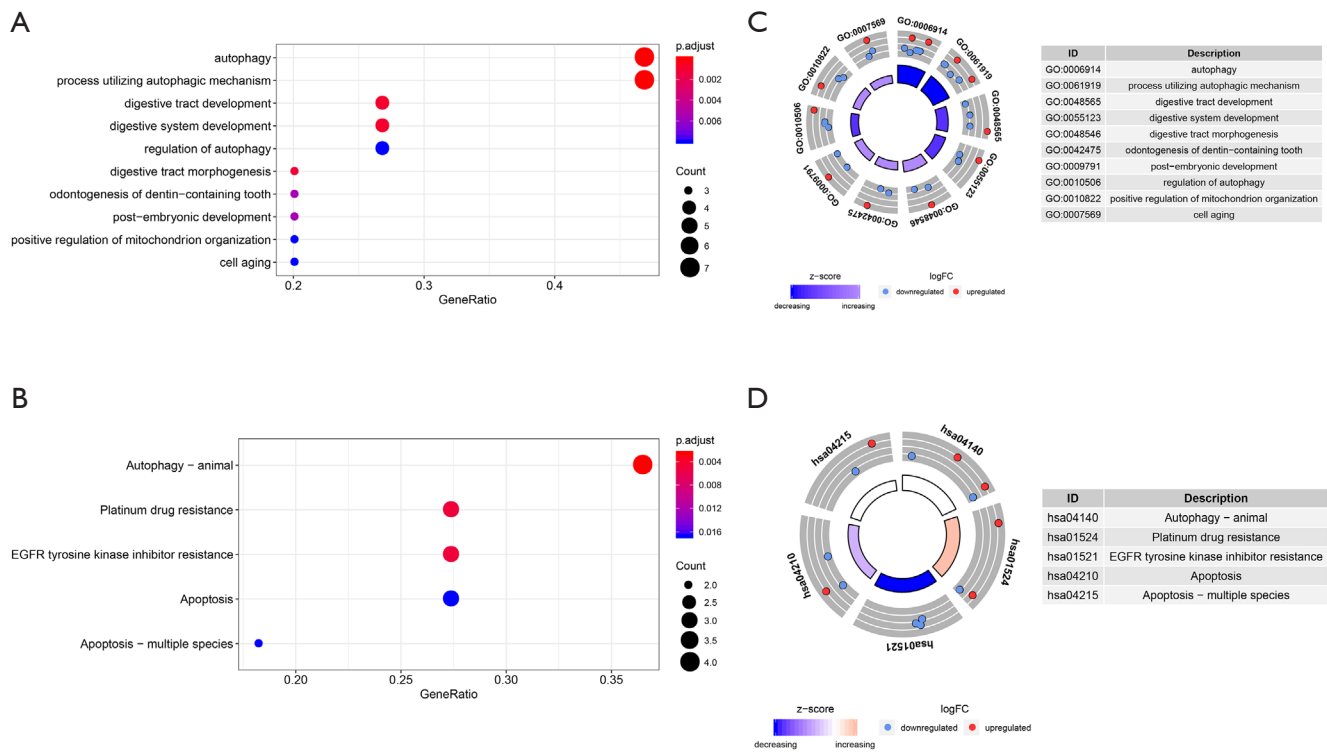 A
autophagy
process utilizing autophagic mechanism
digestive tract development
digestive system development
regulation of autophagy
digestive tract morphogenesis
odontogenesis of dentin−containing tooth
post−embryonic development
positive regulation of mitochondrion organization
cell aging
0.2 0.3 0.4
GeneRatio
p.adjust
0.002
0.004
0.006
Count
3
4
5
6
7
C
GO:0006914
GO:0061919
GO:0048565
GO:0055123
GO:0048546
GO:0042475
GO:0009791
GO:0010506
GO:0010822
GO:0007569
z−score
decreasing increasing
logFC
downregulated upregulated
ID Description
GO:0006914 autophagy
GO:0061919 process utilizing autophagic mechanism
GO:0048565 digestive tract development
GO:0055123 digestive system development
GO:0048546 digestive tract morphogenesis
GO:0042475 odontogenesis of dentin−containing tooth
GO:0009791 post−embryonic development
GO:0010506 regulation of autophagy
GO:0010822 positive regulation of mitochondrion organization
GO:0007569 cell aging
B
Autophagy − animal
Platinum drug resistance
EGFR tyrosine kinase inhibitor resistance
Apoptosis
Apoptosis − multiple species
0.20 0.25 0.30 0.35
GeneRatio
p.adjust
0.004
0.008
0.012
0.016
Count
2.0
2.5
3.0
3.5
4.0
D
hsa04140
hsa01524
hsa01521
hsa04210
hsa04215
z−score
decreasing increasing
logFC
downregulated upregulated
ID Description
hsa04140 Autophagy − animal
hsa01524 Platinum drug resistance
hsa01521 EGFR tyrosine kinase inhibitor resistance
hsa04210 Apoptosis
hsa04215 Apoptosis − multiple species